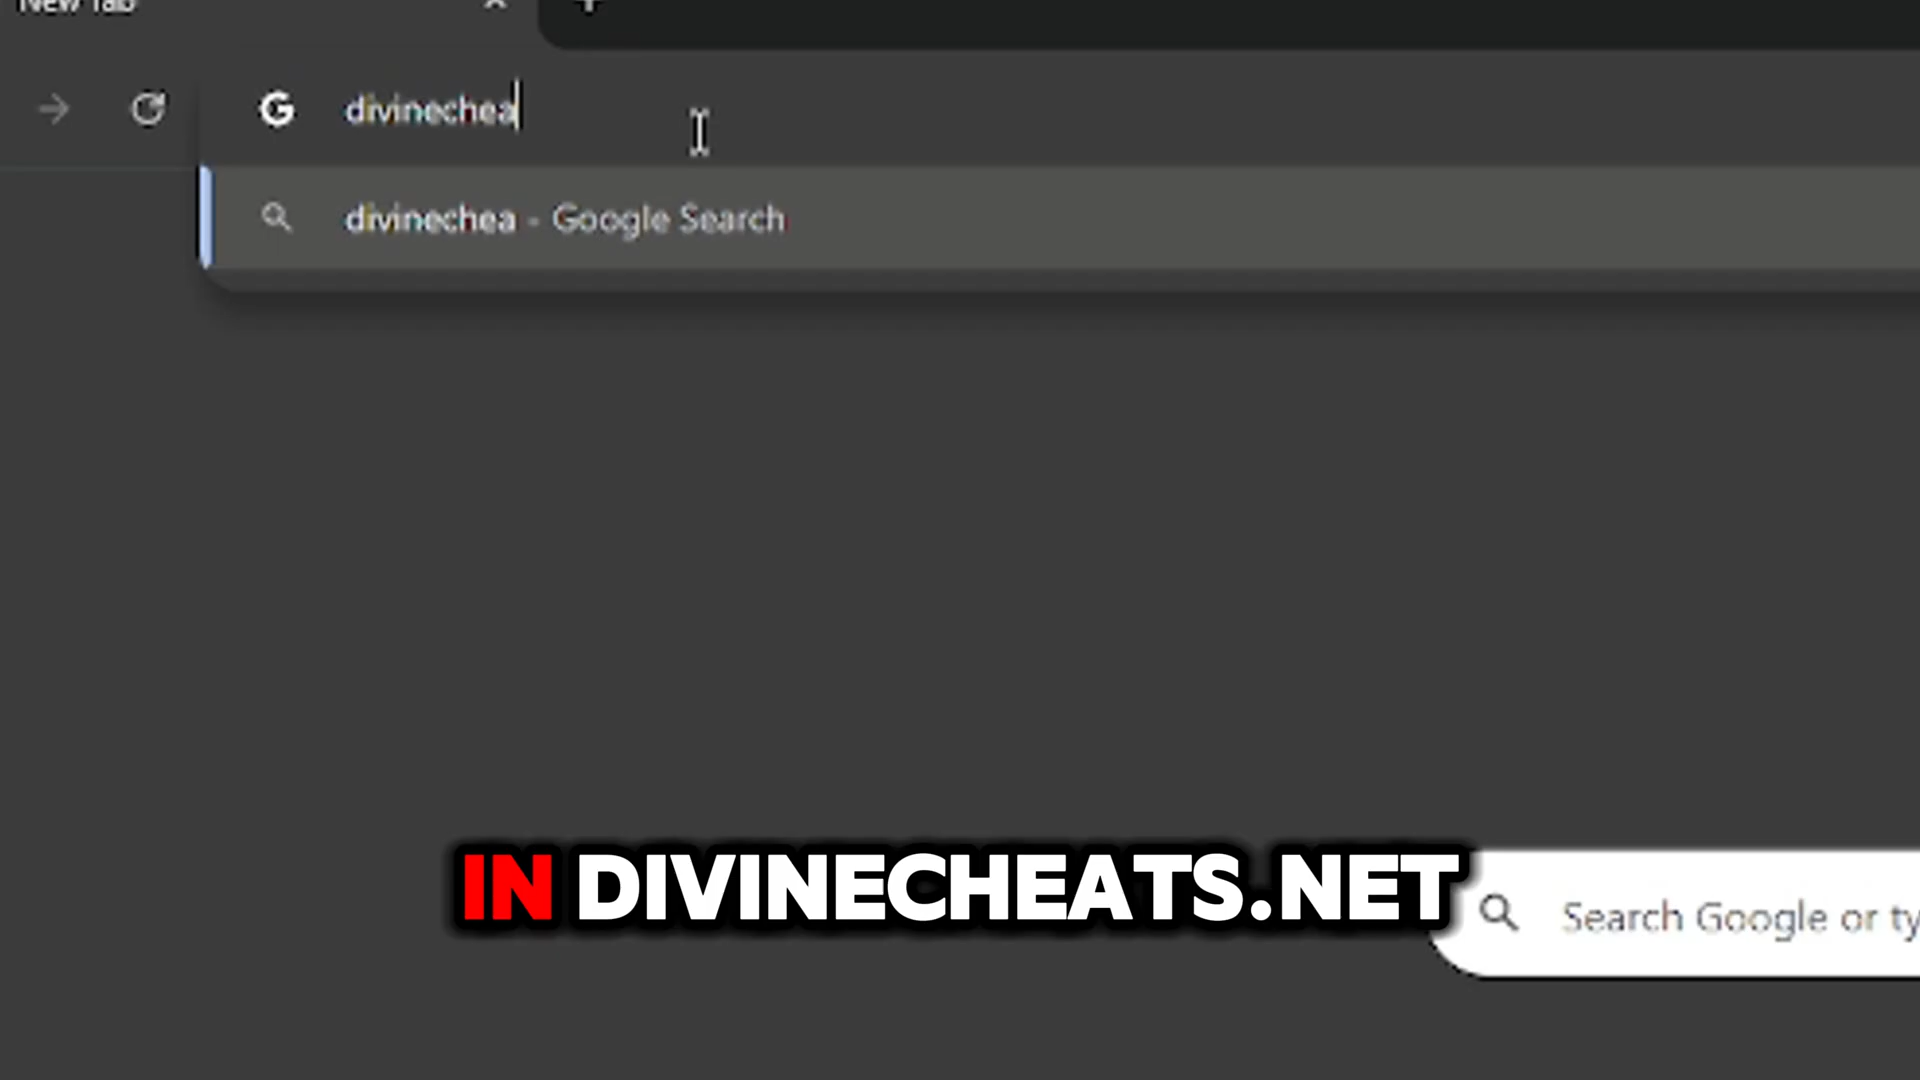 New Tab
divinechea
divinechea - Google Search
IN DIVINECHEATS.NET
Search Google or ty